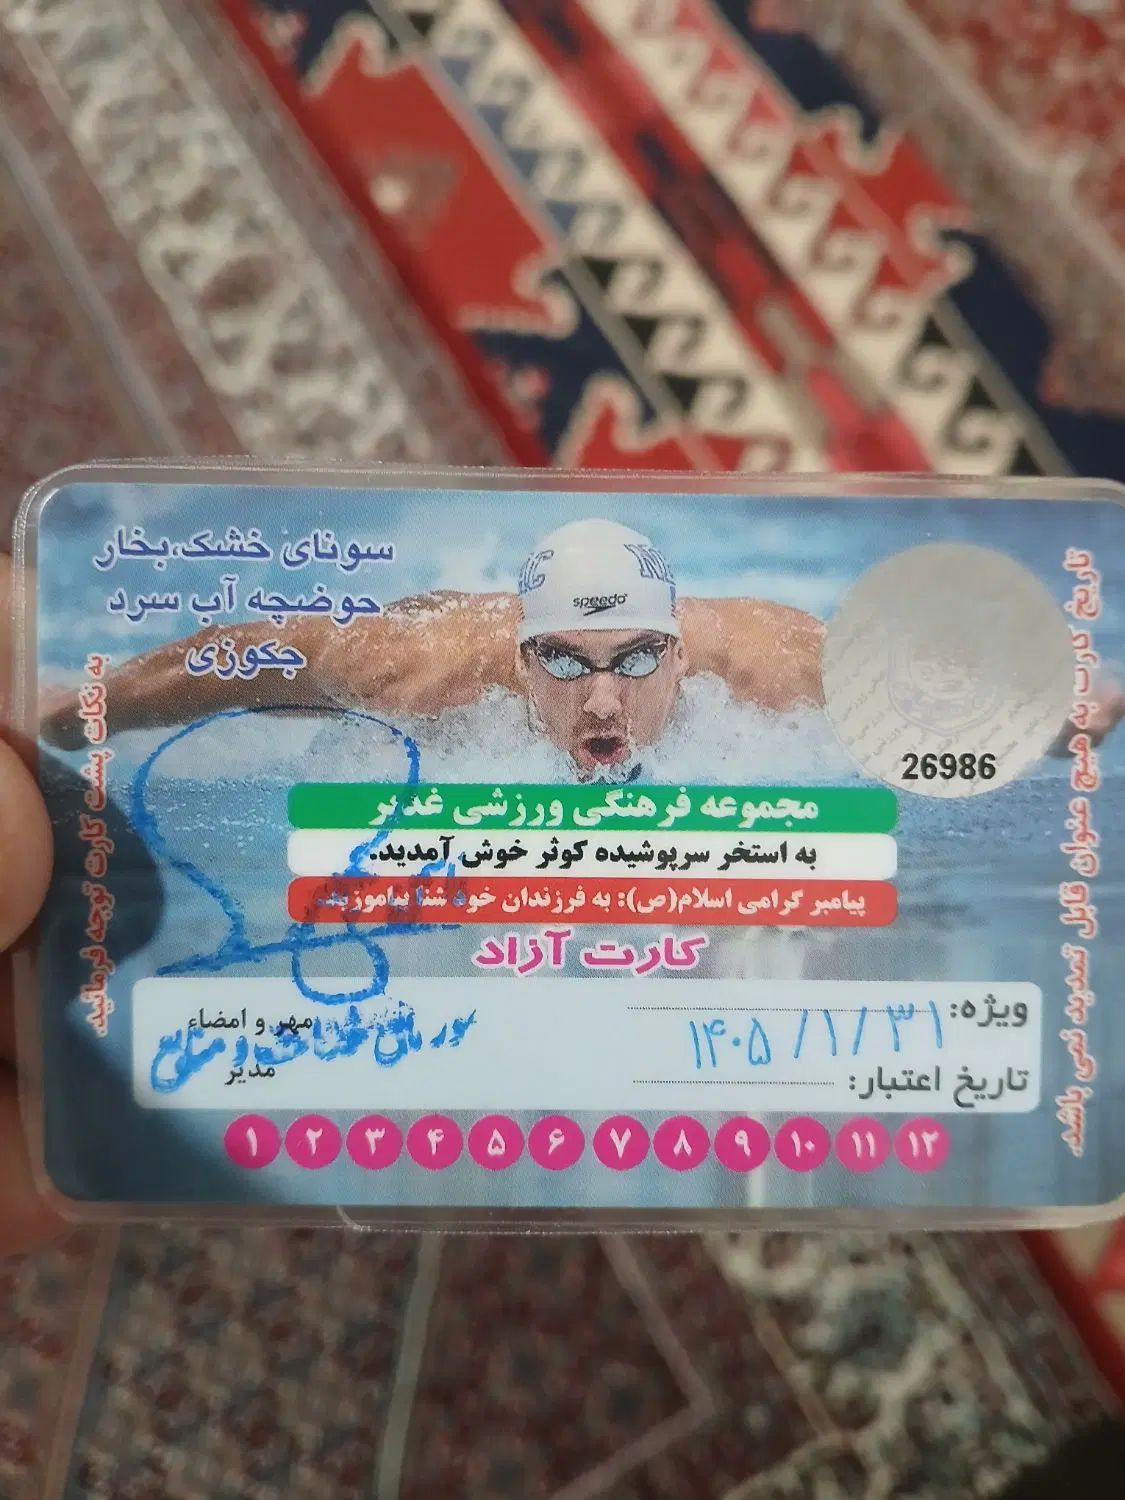 سونای خشک،بخار
حوضچه آب سرد
جکوزی
speedo
26986
مجموعه فرهنگی ورزشی غدیر
به استخر سرپوشیده کوثر خوش آمدید.
پیامبر گرامی اسلام(ص): به فرزندان خود شنا بیاموزید.
کارت آزاد
ویژه:
۱۴۰۵/۱/۳۱
تاریخ اعتبار:
مهر و امضاء
مدیر
۱ ۲ ۳ ۴ ۵ ۶ ۷ ۸ ۹ ۱۰ ۱۱ ۱۲
تاریخ کارت به هیچ عنوان قابل تمدید نمی باشد.
به نکات پشت کارت توجه فرمائید.